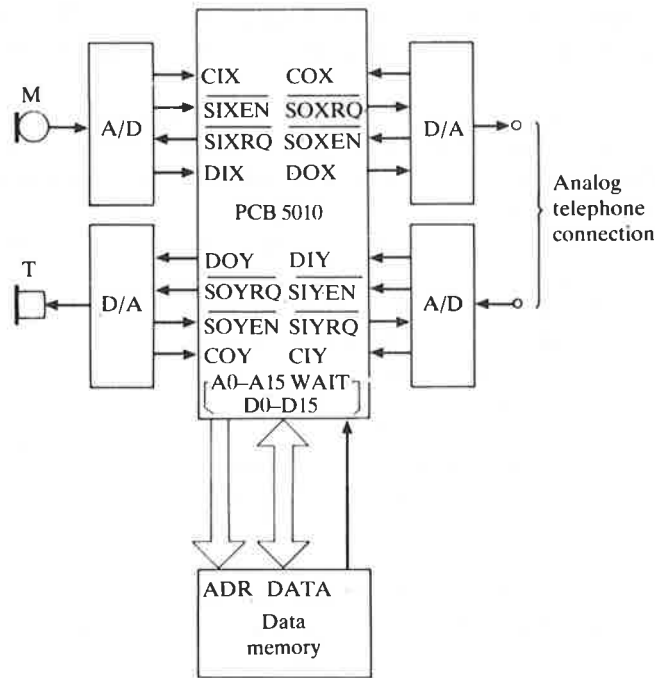 M
A/D
CIX COX
SIXEN SOXRQ
SIXRQ SOXEN
DIX DOX
PCB 5010
D/A
Analog
telephone
connection
T
D/A
DOY DIY
SOYRQ SIYEN
SOYEN SIYRQ
COY CIY
A0–A15 WAIT
D0–D15
A/D
ADR DATA
Data
memory